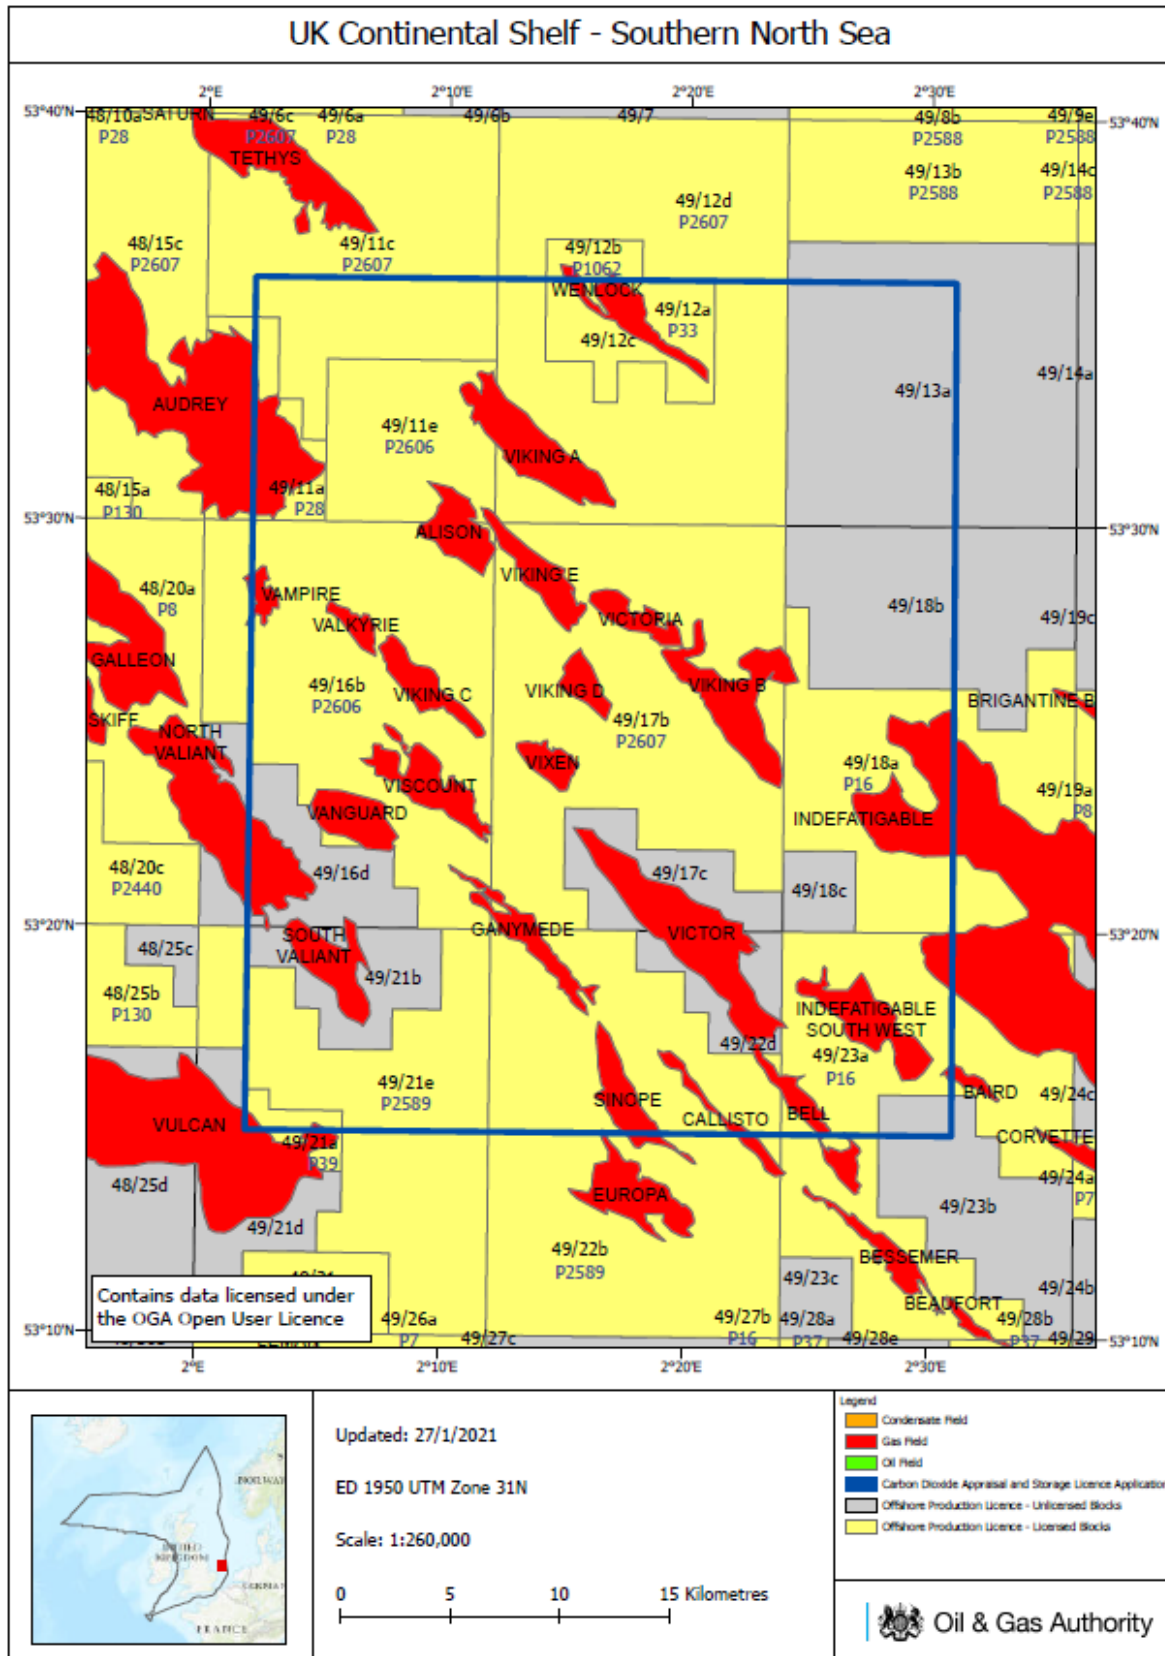 UK Continental Shelf - Southern North Sea
2°E
2°10'E
2°20'E
2°30'E
53°40'N
53°40'N
48/10a
P28
SATURN
49/6c
P2607
49/6a
P28
49/6b
49/7
49/8b
P2588
49/9e
P2588
TETHYS
49/13b
P2588
49/14c
P2588
49/12d
P2607
48/15c
P2607
49/11c
P2607
49/12b
P1062
WENLOCK
49/12a
P33
49/12c
49/14a
49/13a
AUDREY
49/11e
P2606
VIKING A
48/15a
P130
49/11a
P28
53°30'N
53°30'N
ALISON
VIKING E
48/20a
P8
VAMPIRE
VALKYRIE
VICTORIA
49/18b
49/19c
GALLEON
49/16b
P2606
VIKING C
VIKING D
VIKING B
BRIGANTINE B
SKIFF
NORTH
VALIANT
49/17b
P2607
VIXEN
VISCOUNT
49/18a
P16
49/19a
P8
VANGUARD
INDEFATIGABLE
48/20c
P2440
49/16d
49/17c
49/18c
53°20'N
53°20'N
48/25c
SOUTH
VALIANT
GANYMEDE
VICTOR
49/21b
48/25b
P130
INDEFATIGABLE
SOUTH WEST
49/22d
49/23a
P16
49/21e
P2589
SINOPE
CALLISTO
BELL
BAIRD
49/24c
VULCAN
49/21a
P39
CORVETTE
48/25d
EUROPA
49/24a
P7
49/21d
49/23b
49/22b
P2589
BESSEMER
49/23c
49/24b
BEAUFORT
Contains data licensed under
the OGA Open User Licence
49/26a
P7
49/27c
49/27b
P16
49/28a
P37
49/28e
49/28b
P37
49/29
53°10'N
53°10'N
2°E
2°10'E
2°20'E
2°30'E
NORWAY
UNITED
KINGDOM
FRANCE
Updated: 27/1/2021
ED 1950 UTM Zone 31N
Scale: 1:260,000
0 5 10 15 Kilometres
Legend
Condensate Field
Gas Field
Oil Field
Carbon Dioxide Appraisal and Storage Licence Application
Offshore Production Licence - Unlicensed Blocks
Offshore Production Licence - Licensed Blocks
Oil & Gas Authority